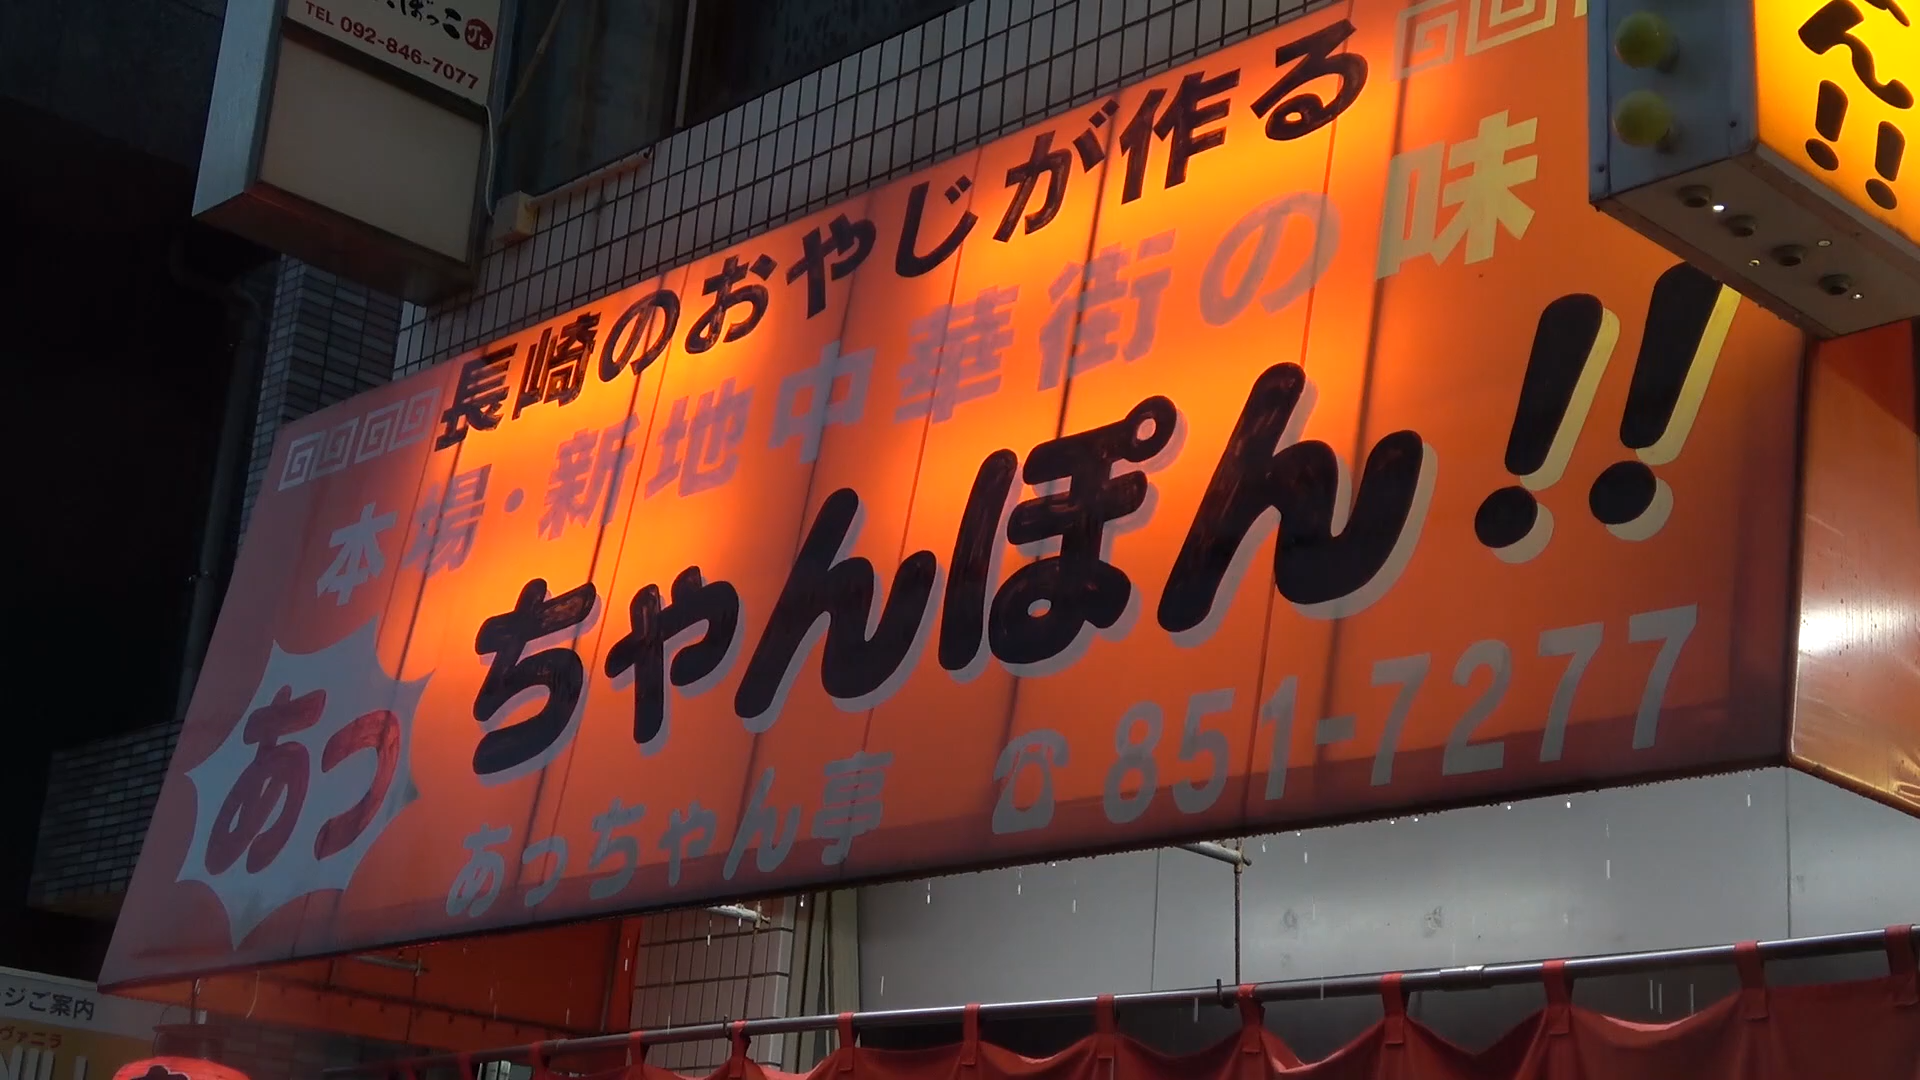 TEL 092-846-7077
長崎のおやじが作る
本場・新地中華街の味
ちゃんぽん!!
あっ
あっちゃん亭 ☎851-7277
ん!!
ジご案内
ヴァニラ